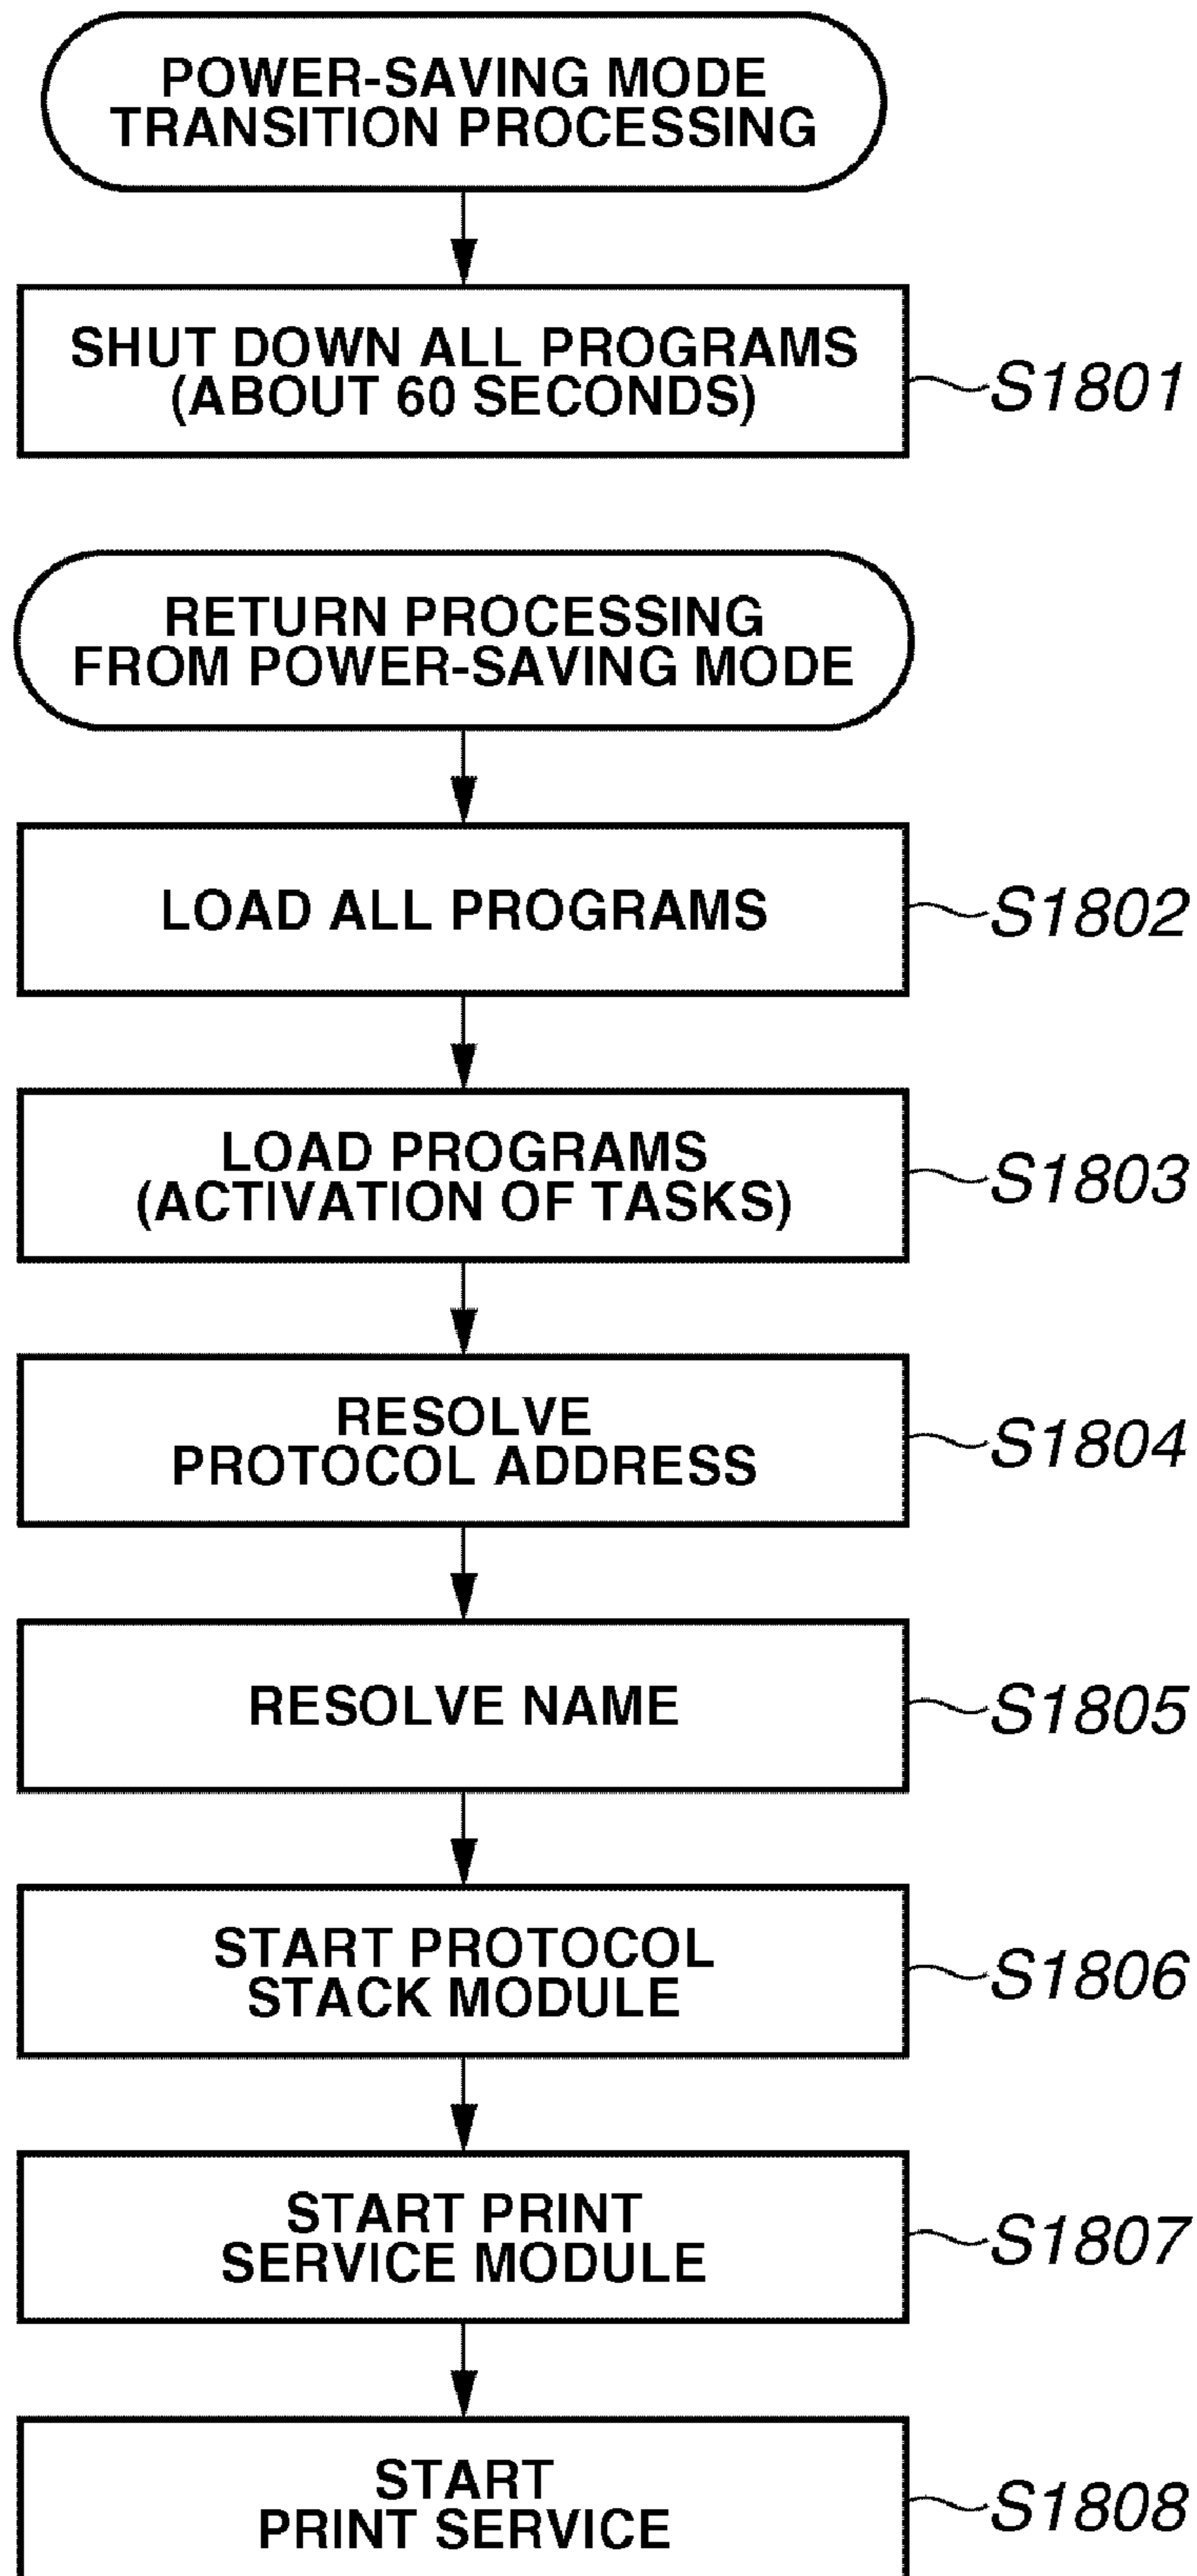 POWER-SAVING MODE
TRANSITION PROCESSING
SHUT DOWN ALL PROGRAMS
(ABOUT 60 SECONDS)
S1801
RETURN PROCESSING
FROM POWER-SAVING MODE
LOAD ALL PROGRAMS
S1802
LOAD PROGRAMS
(ACTIVATION OF TASKS)
S1803
RESOLVE
PROTOCOL ADDRESS
S1804
RESOLVE NAME
S1805
START PROTOCOL
STACK MODULE
S1806
START PRINT
SERVICE MODULE
S1807
START
PRINT SERVICE
S1808